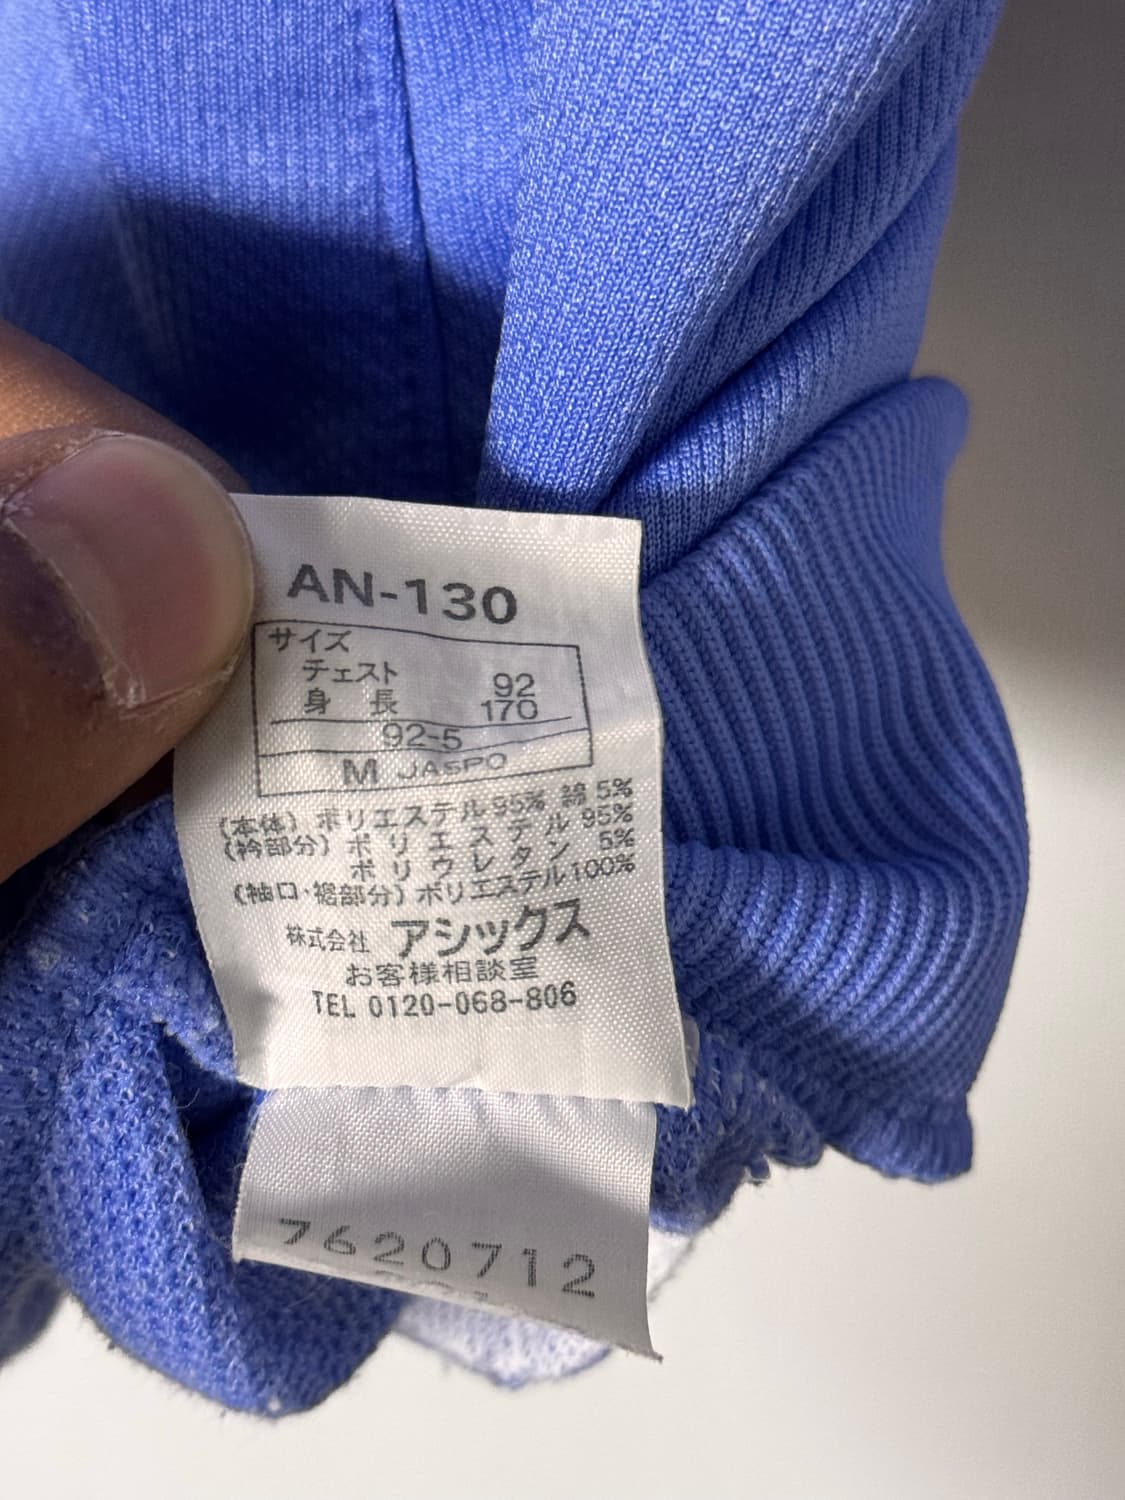 AN-130
サイズ
チェスト 92
身 長 170
92-5
M JASPO
(本体) ポリエステル95% 綿 5%
(衿部分) ポリエステル 95%
ポリウレタン 5%
(袖口・裾部分) ポリエステル100%
株式会社 アシックス
お客様相談室
TEL 0120-068-806
7620712